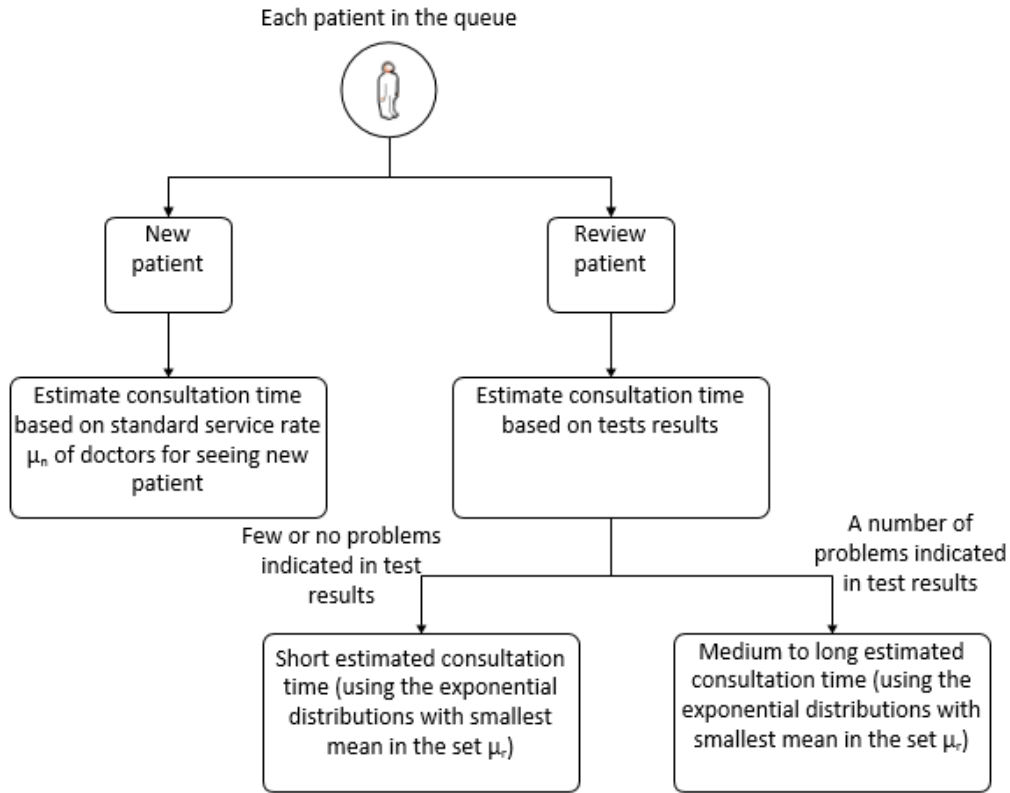 Each patient in the queue
New
patient
Review
patient
Estimate consultation time
based on standard service rate
μₙ of doctors for seeing new
patient
Estimate consultation time
based on tests results
Few or no problems
indicated in test
results
A number of
problems indicated
in test results
Short estimated consultation
time (using the exponential
distributions with smallest
mean in the set μᵣ)
Medium to long estimated
consultation time (using the
exponential distributions with
smallest mean in the set μᵣ)